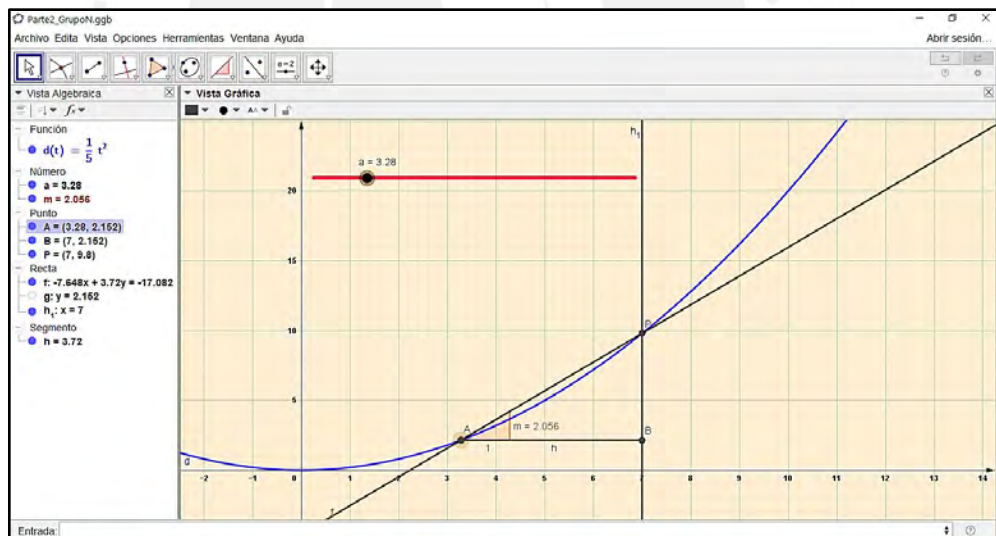 Parte2_GrupoN.ggb
Archivo Edita Vista Opciones Herramientas Ventana Ayuda
Abrir sesión...
a=2
Vista Algebraica
Vista Gráfica
Función
d(t) = 1/5 t²
Número
a = 3.28
m = 2.056
Punto
A = (3.28, 2.152)
B = (7, 2.152)
P = (7, 9.8)
Recta
f: -7.648x + 3.72y = -17.082
g: y = 2.152
h₁: x = 7
Segmento
h = 3.72
h₁
a = 3.28
20
15
10
P
5
A
m = 2.056
B
1
h
d
-2 -1 0 1 2 3 4 5 6 7 8 9 10 11 12 13 14
0
f
Entrada: